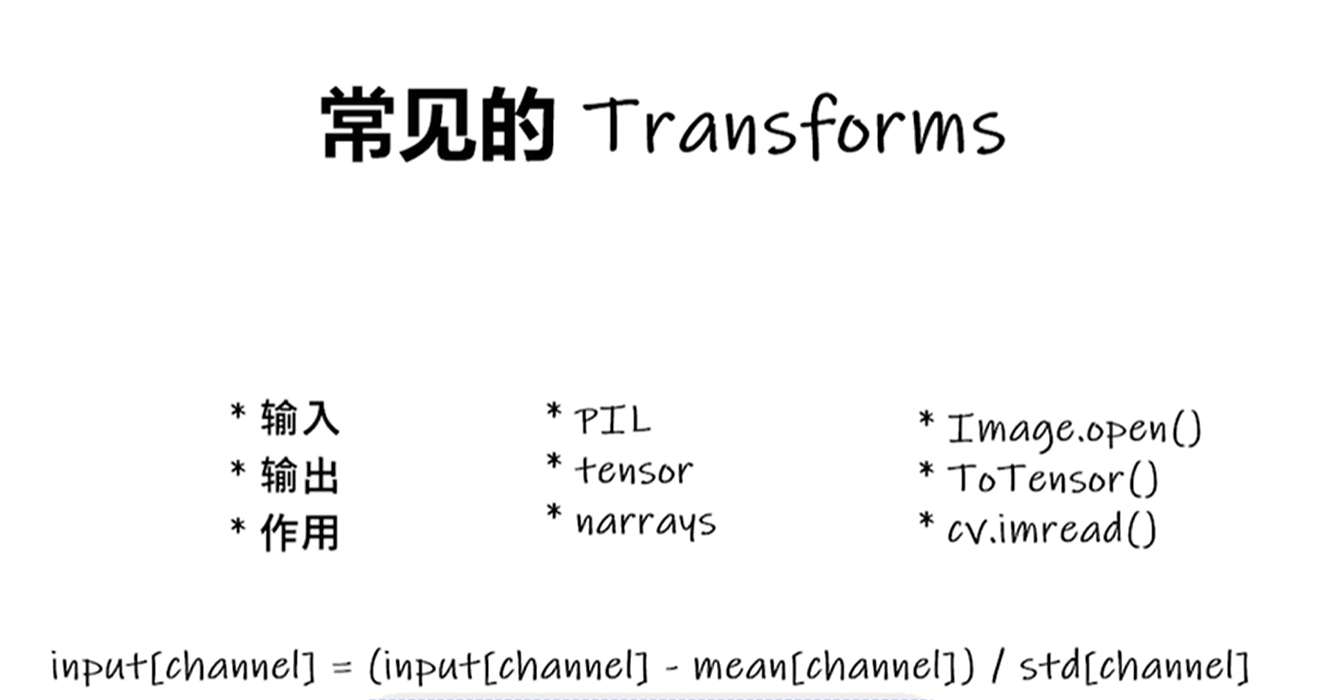 常见的 Transforms
* 输入
* 输出
* 作用
* PIL
* tensor
* narrays
* Image.open()
* ToTensor()
* cv.imread()
input[channel] = (input[channel] - mean[channel]) / std[channel]